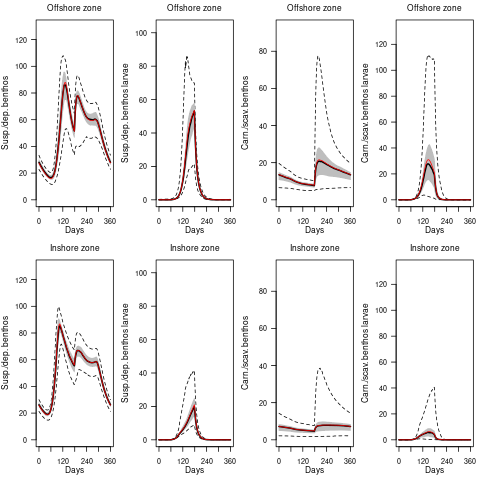 Offshore zone
Susp./dep. benthos
0 20 40 60 80 100 120
0 120 240 360
Days
Offshore zone
Susp./dep. benthos larvae
0 20 40 60 80
0 120 240 360
Days
Offshore zone
Carn./scav. benthos
0 20 40 60 80
0 120 240 360
Days
Offshore zone
Carn./scav. benthos larvae
0 20 40 60 80 100 120
0 120 240 360
Days
Inshore zone
Susp./dep. benthos
0 20 40 60 80 100 120
0 120 240 360
Days
Inshore zone
Susp./dep. benthos larvae
0 20 40 60 80 100
0 120 240 360
Days
Inshore zone
Carn./scav. benthos
0 20 40 60 80
0 120 240 360
Days
Inshore zone
Carn./scav. benthos larvae
0 20 40 60 80 100 120
0 120 240 360
Days